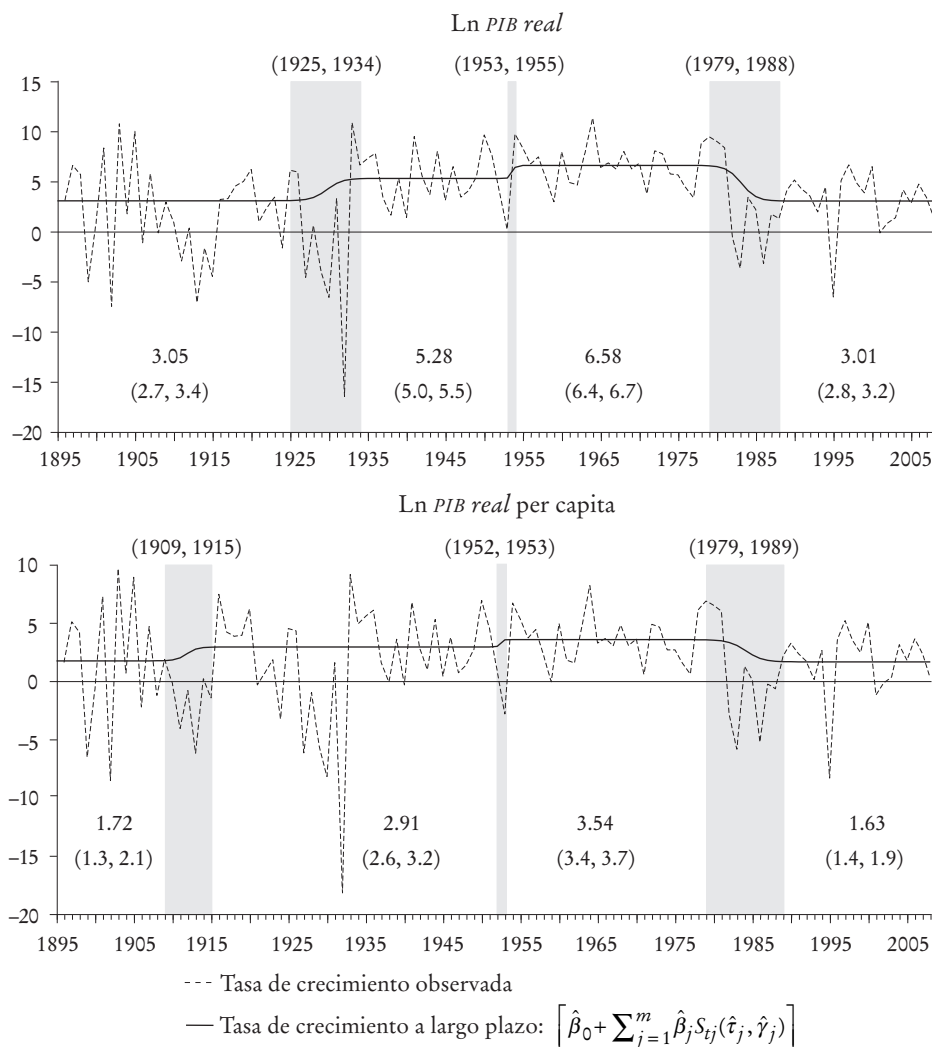 Ln PIB real
(1925, 1934) (1953, 1955) (1979, 1988)
15
10
5
0
−5
−10
−15
−20
3.05 5.28 6.58 3.01
(2.7, 3.4) (5.0, 5.5) (6.4, 6.7) (2.8, 3.2)
1895 1905 1915 1925 1935 1945 1955 1965 1975 1985 1995 2005
Ln PIB real per capita
(1909, 1915) (1952, 1953) (1979, 1989)
10
5
0
−5
−10
−15
−20
1.72 2.91 3.54 1.63
(1.3, 2.1) (2.6, 3.2) (3.4, 3.7) (1.4, 1.9)
1895 1905 1915 1925 1935 1945 1955 1965 1975 1985 1995 2005
Tasa de crecimiento observada
Tasa de crecimiento a largo plazo: ⌈β̂₀ + ∑ᵐⱼ₌₁ β̂ⱼSₜⱼ(τ̂ⱼ, γ̂ⱼ)⌉